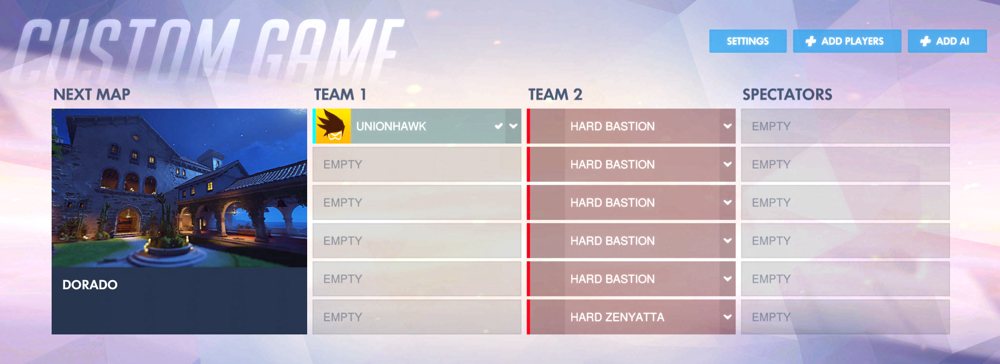 CUSTOM GAME
SETTINGS
ADD PLAYERS
ADD AI
NEXT MAP
DORADO
TEAM 1
UNIONHAWK
EMPTY
EMPTY
EMPTY
EMPTY
EMPTY
TEAM 2
HARD BASTION
HARD BASTION
HARD BASTION
HARD BASTION
HARD BASTION
HARD ZENYATTA
SPECTATORS
EMPTY
EMPTY
EMPTY
EMPTY
EMPTY
EMPTY